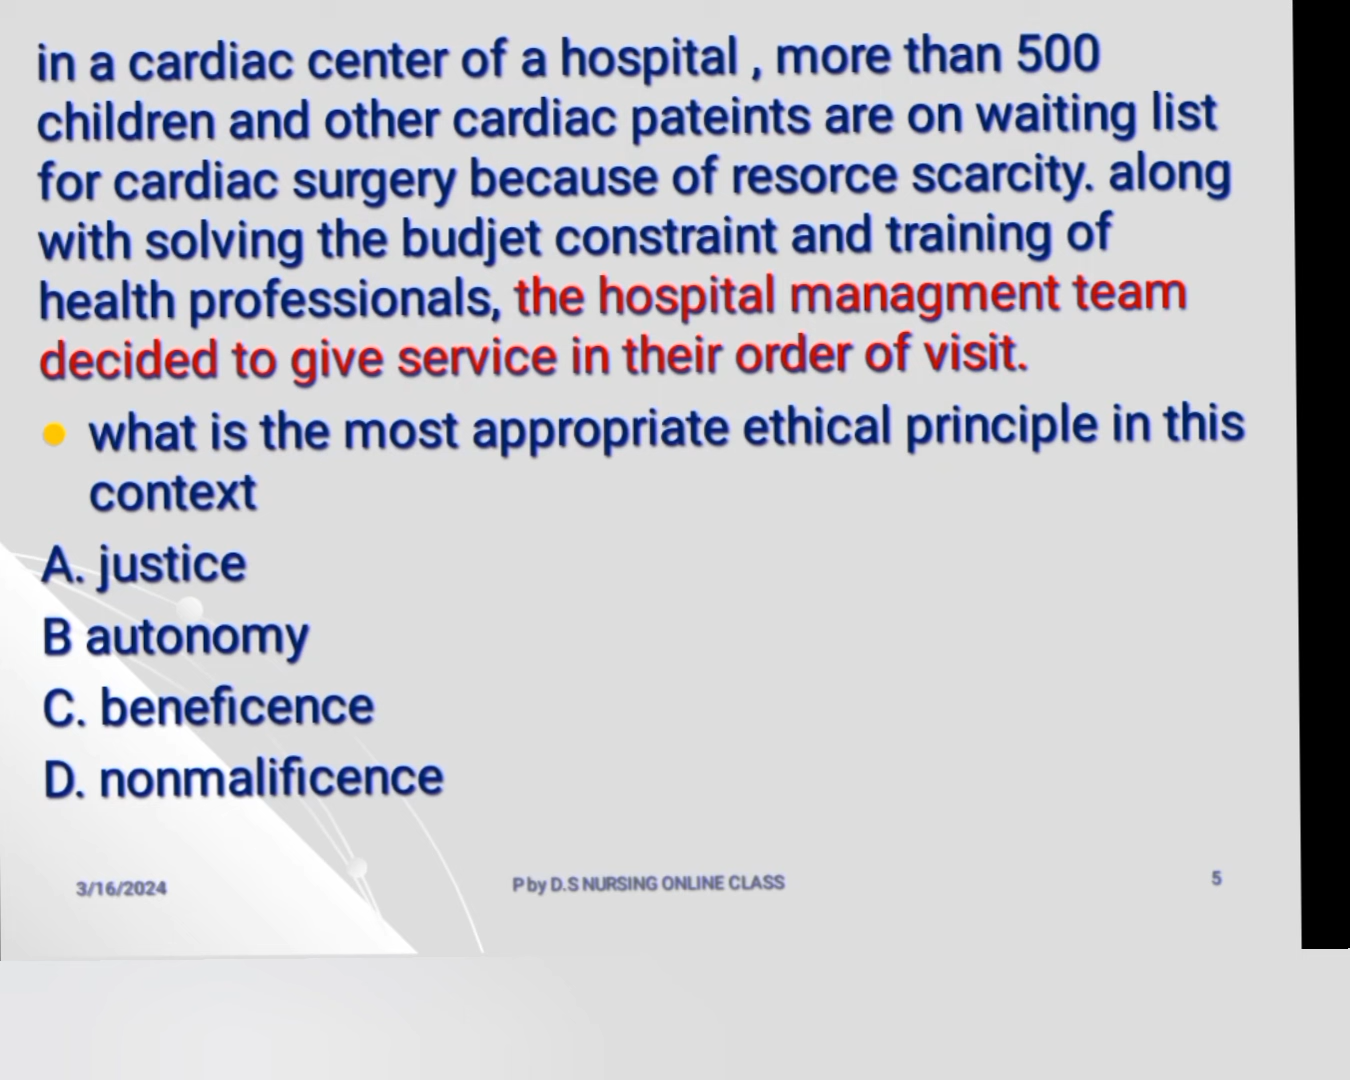 in a cardiac center of a hospital , more than 500
children and other cardiac pateints are on waiting list
for cardiac surgery because of resorce scarcity. along
with solving the budjet constraint and training of
health professionals, the hospital managment team
decided to give service in their order of visit.
what is the most appropriate ethical principle in this
context
A. justice
B autonomy
C. beneficence
D. nonmalificence
3/16/2024
P by D.S NURSING ONLINE CLASS
5